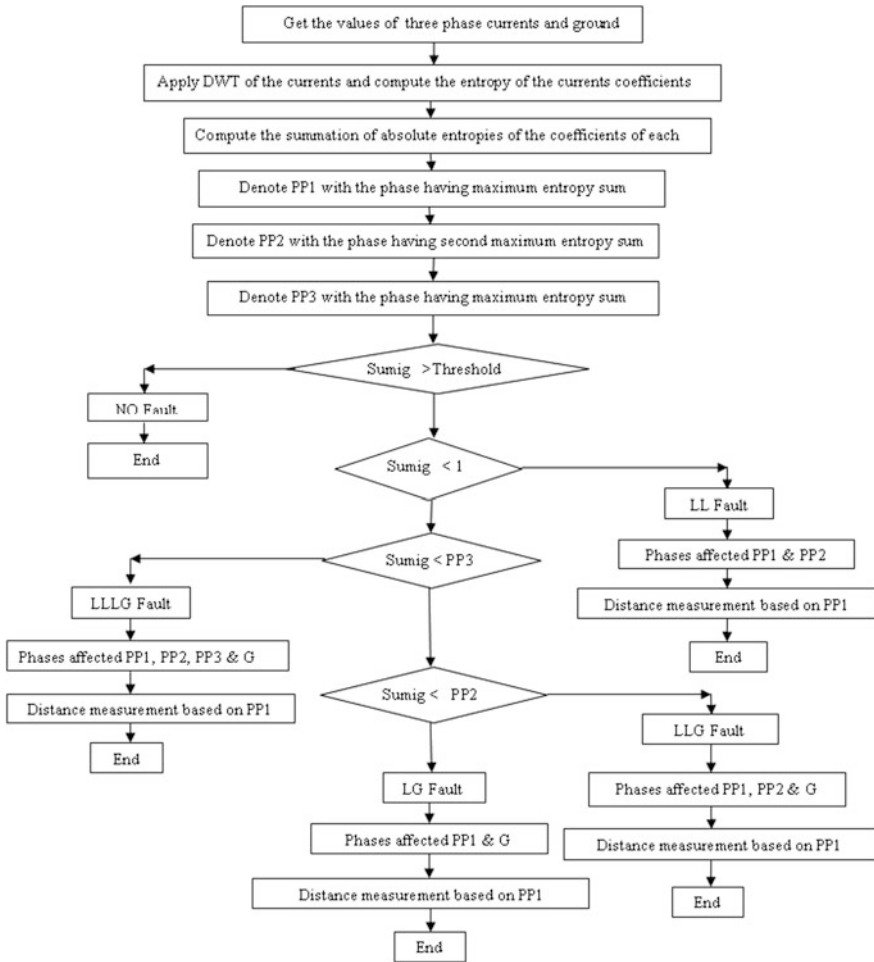 Get the values of three phase currents and ground
Apply DWT of the currents and compute the entropy of the currents coefficients
Compute the summation of absolute entropies of the coefficients of each
Denote PP1 with the phase having maximum entropy sum
Denote PP2 with the phase having second maximum entropy sum
Denote PP3 with the phase having maximum entropy sum
Sumig >Threshold
NO Fault
End
Sumig < 1
LL Fault
Phases affected PP1 & PP2
Distance measurement based on PP1
End
Sumig < PP3
LLLG Fault
Phases affected PP1, PP2, PP3 & G
Distance measurement based on PP1
End
Sumig < PP2
LLG Fault
Phases affected PP1, PP2 & G
Distance measurement based on PP1
End
LG Fault
Phases affected PP1 & G
Distance measurement based on PP1
End